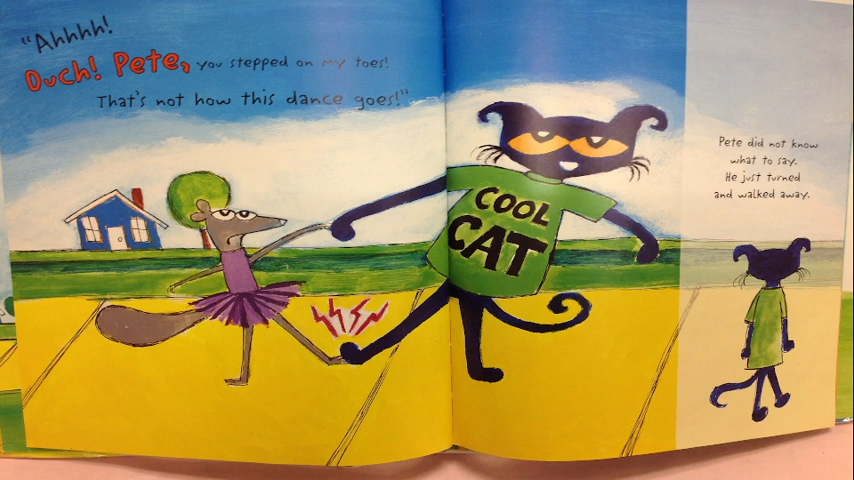 "Ahhhh!
Ouch! Pete, you stepped on my toes!
That's not how this dance goes!"
COOL
CAT
Pete did not know
what to say.
He just turned
and walked away.